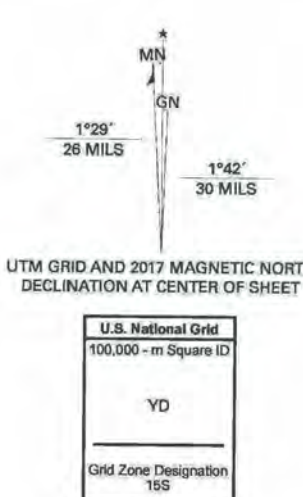 ★
MN
GN
1°29´
26 MILS
1°42´
30 MILS
UTM GRID AND 2017 MAGNETIC NORT
DECLINATION AT CENTER OF SHEET
U.S. National Grid
100,000 - m Square ID
YD
Grid Zone Designation
15S